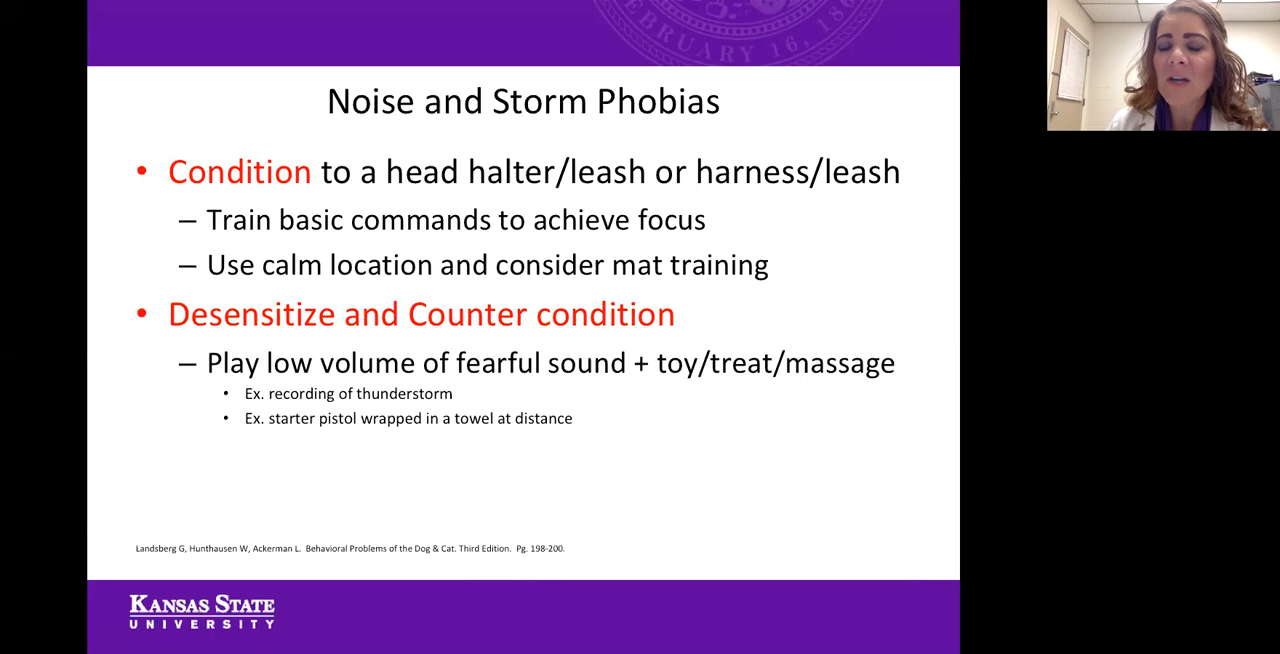 FEBRUARY 16, 186
Noise and Storm Phobias
• Condition to a head halter/leash or harness/leash
– Train basic commands to achieve focus
– Use calm location and consider mat training
• Desensitize and Counter condition
– Play low volume of fearful sound + toy/treat/massage
• Ex. recording of thunderstorm
• Ex. starter pistol wrapped in a towel at distance
Landsberg G, Hunthausen W, Ackerman L. Behavioral Problems of the Dog & Cat. Third Edition. Pg. 198-200.
KANSAS STATE
UNIVERSITY